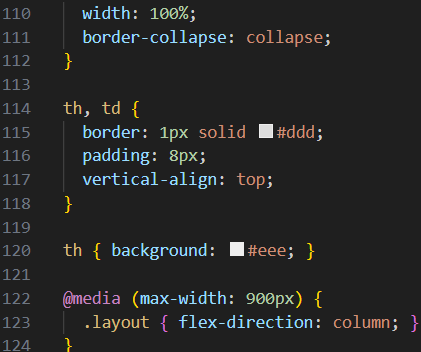 110 width: 100%;
111 border-collapse: collapse;
112 }
113
114 th, td {
115 border: 1px solid #ddd;
116 padding: 8px;
117 vertical-align: top;
118 }
119
120 th { background: #eee; }
121
122 @media (max-width: 900px) {
123 .layout { flex-direction: column; }
124 }